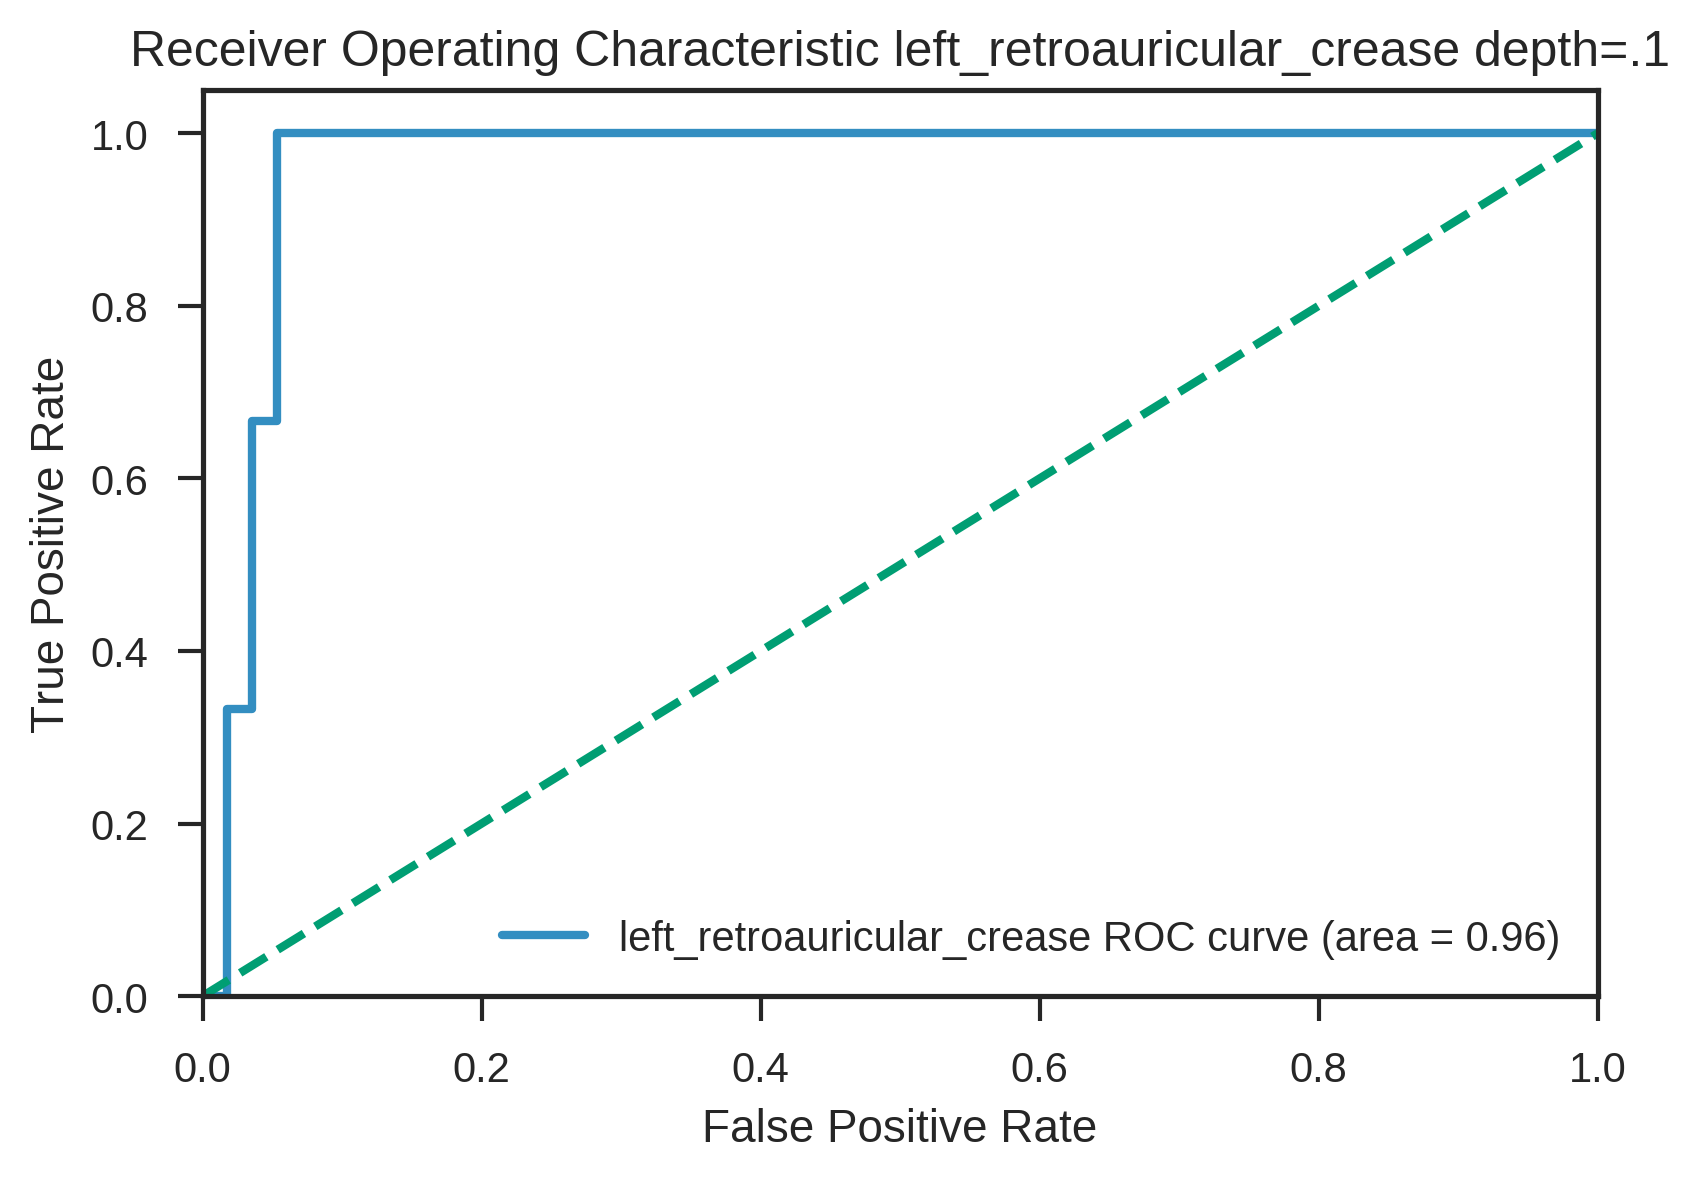 Receiver Operating Characteristic left_retroauricular_crease depth=.1
1.0
0.8
0.6
0.4
0.2
0.0
True Positive Rate
left_retroauricular_crease ROC curve (area = 0.96)
0.0 0.2 0.4 0.6 0.8 1.0
False Positive Rate